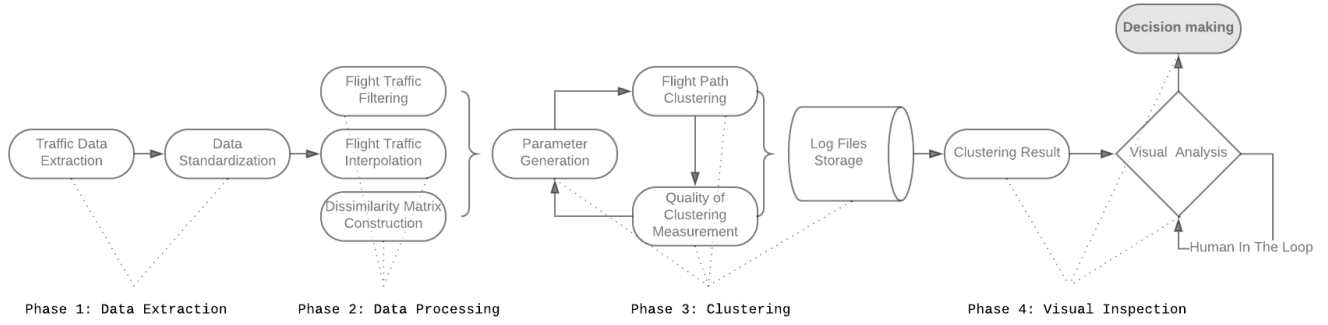 Decision making
Flight Traffic
Filtering
Flight Path
Clustering
Traffic Data
Extraction
Data
Standardization
Flight Traffic
Interpolation
Parameter
Generation
Log Files
Storage
Clustering Result
Visual Analysis
Dissimilarity Matrix
Construction
Quality of
Clustering
Measurement
Human In The Loop
Phase 1: Data Extraction
Phase 2: Data Processing
Phase 3: Clustering
Phase 4: Visual Inspection